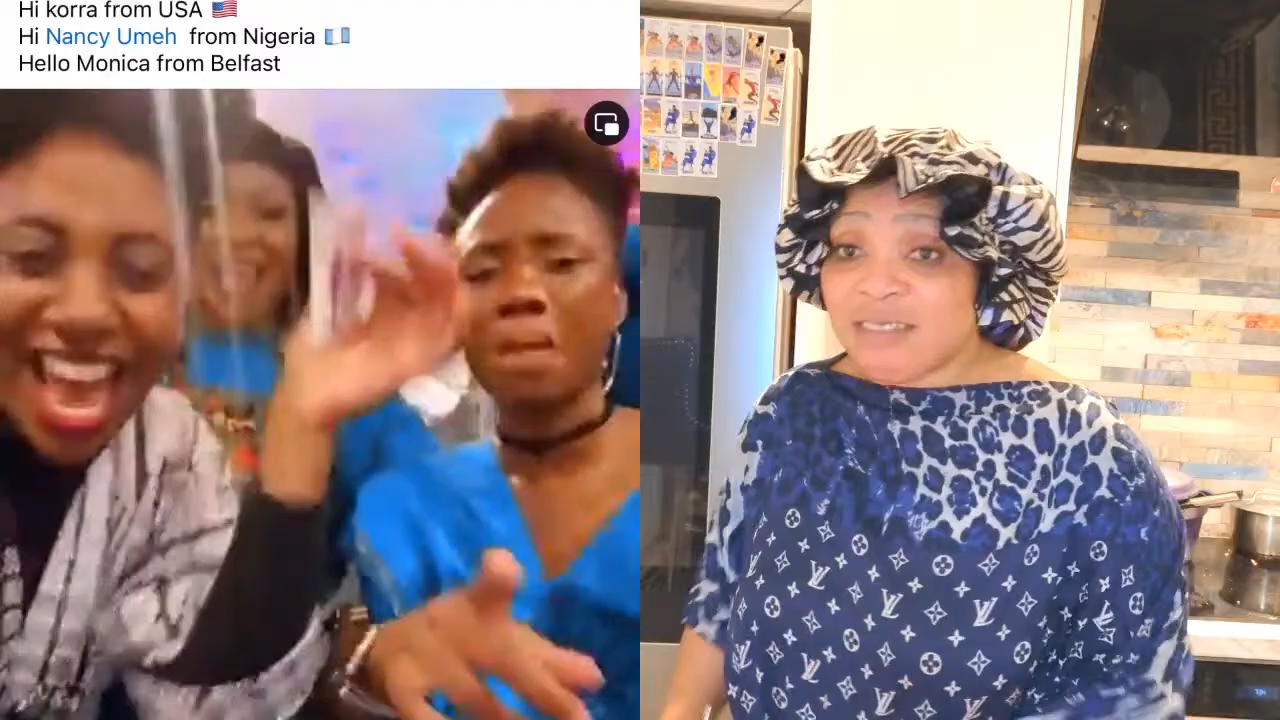 Hi korra from USA 🇺🇸
Hi Nancy Umeh from Nigeria 🇬🇹
Hello Monica from Belfast